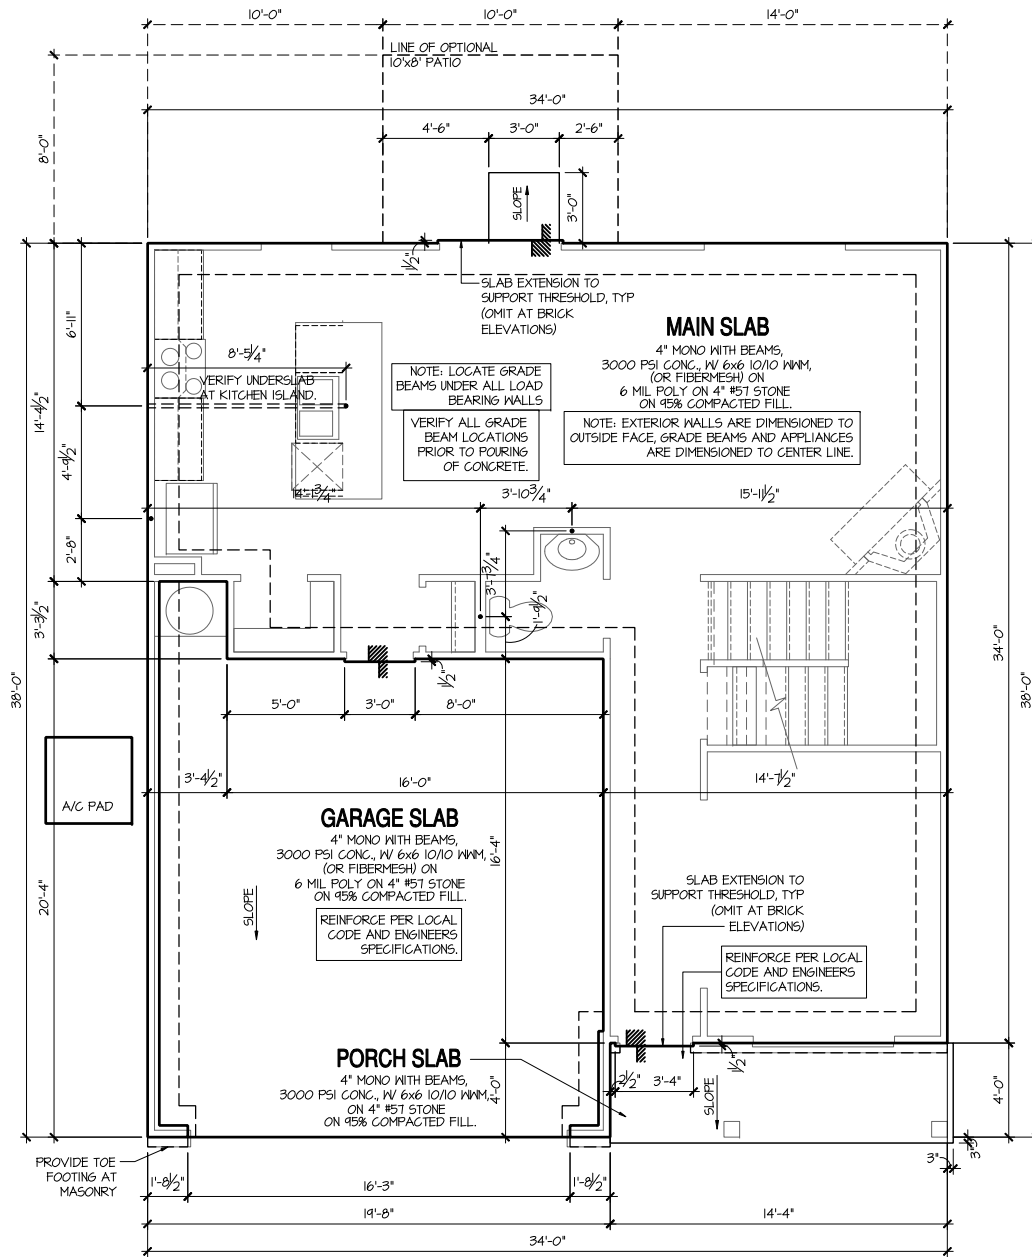 10'-0"
10'-0"
14'-0"
LINE OF OPTIONAL
10'x8' PATIO
34'-0"
4'-6"
3'-0"
2'-6"
8'-0"
SLOPE
3'-0"
1/2"
SLAB EXTENSION TO
SUPPORT THRESHOLD, TYP
(OMIT AT BRICK
ELEVATIONS)
MAIN SLAB
4" MONO WITH BEAMS,
3000 PSI CONC., W/ 6x6 10/10 WWM,
(OR FIBERMESH) ON
6 MIL POLY ON 4" #57 STONE
ON 95% COMPACTED FILL.
NOTE: EXTERIOR WALLS ARE DIMENSIONED TO
OUTSIDE FACE, GRADE BEAMS AND APPLIANCES
ARE DIMENSIONED TO CENTER LINE.
6'-11"
8'-5 1/4"
VERIFY UNDERSLAB
AT KITCHEN ISLAND.
NOTE: LOCATE GRADE
BEAMS UNDER ALL LOAD
BEARING WALLS
VERIFY ALL GRADE
BEAM LOCATIONS
PRIOR TO POURING
OF CONCRETE.
14'-4 1/2"
4'-9 1/2"
14'-1 3/4"
3'-10 3/4"
15'-11 1/2"
2'-8"
3'-7 3/4"
1'-9 1/2"
3'-3 1/2"
38'-0"
34'-0"
38'-0"
1/2"
5'-0"
3'-0"
8'-0"
3'-4 1/2"
16'-0"
14'-7 1/2"
A/C PAD
GARAGE SLAB
4" MONO WITH BEAMS,
3000 PSI CONC., W/ 6x6 10/10 WWM,
(OR FIBERMESH) ON
6 MIL POLY ON 4" #57 STONE
ON 95% COMPACTED FILL.
REINFORCE PER LOCAL
CODE AND ENGINEERS
SPECIFICATIONS.
16'-4"
20'-4"
SLOPE
SLAB EXTENSION TO
SUPPORT THRESHOLD, TYP
(OMIT AT BRICK
ELEVATIONS)
REINFORCE PER LOCAL
CODE AND ENGINEERS
SPECIFICATIONS.
PORCH SLAB
4" MONO WITH BEAMS,
3000 PSI CONC., W/ 6x6 10/10 WWM,
ON 4" #57 STONE
ON 95% COMPACTED FILL.
4'-0"
2 1/2"
3'-4"
1/2"
SLOPE
4'-0"
3"
3"
PROVIDE TOE
FOOTING AT
MASONRY
1'-8 1/2"
16'-3"
1'-8 1/2"
19'-8"
14'-4"
34'-0"